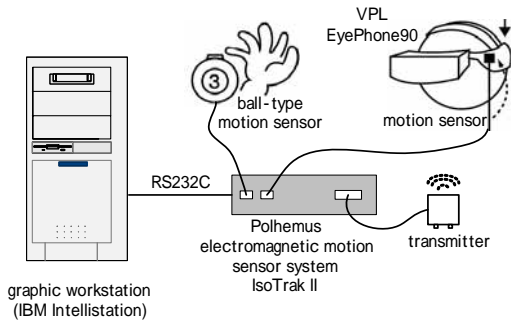 VPL
EyePhone90
3
ball-type
motion sensor
motion sensor
RS232C
Polhemus
electromagnetic motion
sensor system
IsoTrak II
transmitter
graphic workstation
(IBM Intellistation)